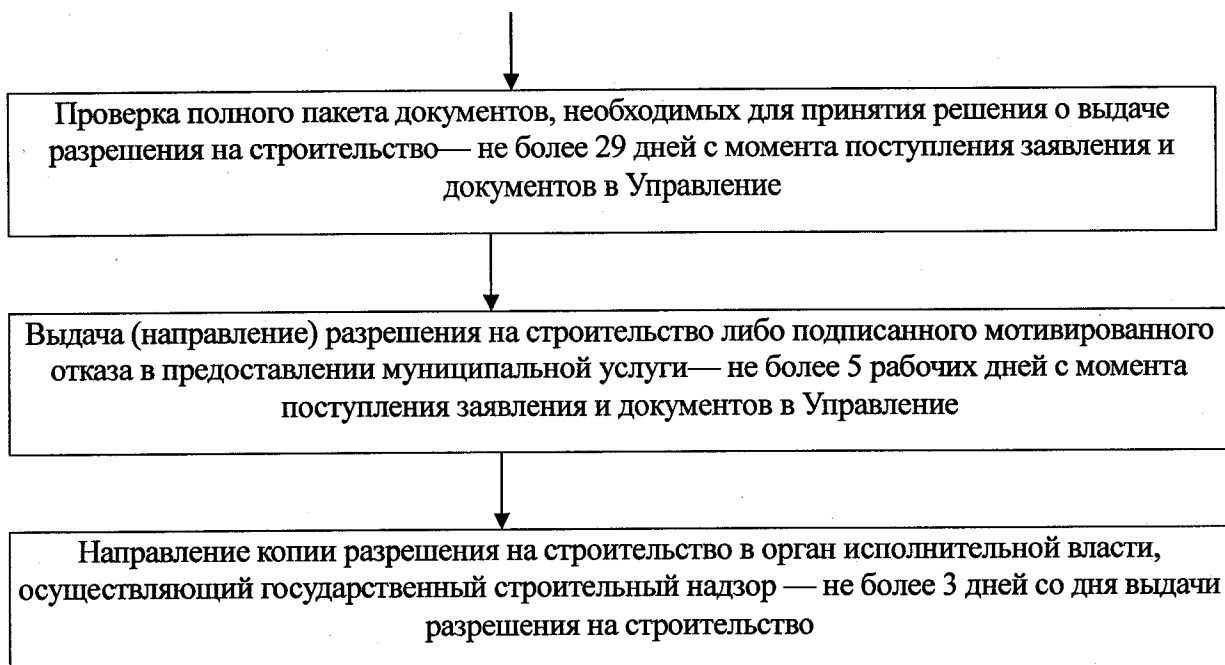 Проверка полного пакета документов, необходимых для принятия решения о выдаче
разрешения на строительство— не более 29 дней с момента поступления заявления и
документов в Управление
Выдача (направление) разрешения на строительство либо подписанного мотивированного
отказа в предоставлении муниципальной услуги— не более 5 рабочих дней с момента
поступления заявления и документов в Управление
Направление копии разрешения на строительство в орган исполнительной власти,
осуществляющий государственный строительный надзор — не более 3 дней со дня выдачи
разрешения на строительство